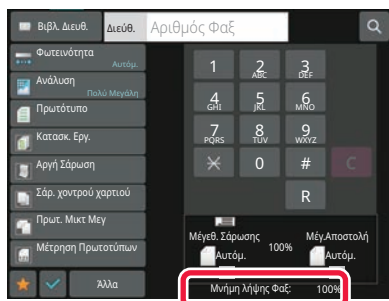 Βιβλ. Διευθ.
Διεύθ.
Αριθμός Φαξ
Φωτεινότητα
Αυτόμ.
Ανάλυση
Πολύ Μεγάλη
Πρωτότυπο
Κατασκ. Εργ.
Αργή Σάρωση
Σάρ. χοντρού χαρτιού
Πρωτ. Μικτ Μεγ
Μέτρηση Πρωτοτύπων
Άλλα
1
2 ABC
3 DEF
4 GHI
5 JKL
6 MNO
7 PQRS
8 TUV
9 WXYZ
0
#
C
R
Μέγεθ. Σάρωσης
100%
Μέγ.Αποστολή
Αυτόμ.
Αυτόμ.
Μνήμη λήψης Φαξ: 100%